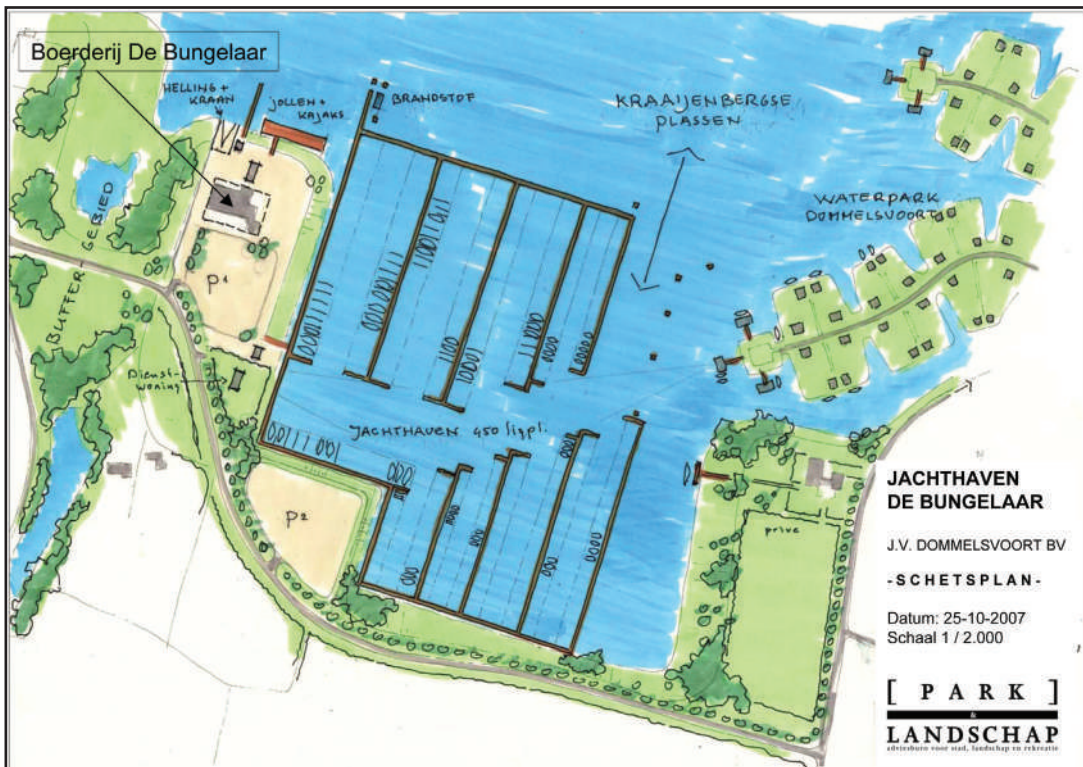 Boerderij De Bungelaar
HELLING +
KRAAN
JOLLEN +
KAJAKS
BRANDSTOF
KRAAIJENBERGSE
PLASSEN
WATERPARK
DOMMELSVOORT
BUFFER GEBIED
P1
Dienst-
woning
JACHTHAVEN 450 ligpl.
P2
privé
JACHTHAVEN
DE BUNGELAAR
J.V. DOMMELSVOORT BV
-SCHETSPLAN-
Datum: 25-10-2007
Schaal 1 / 2.000
[ PARK ]
&
LANDSCHAP
adviesburo voor stad, landschap en rekreatie